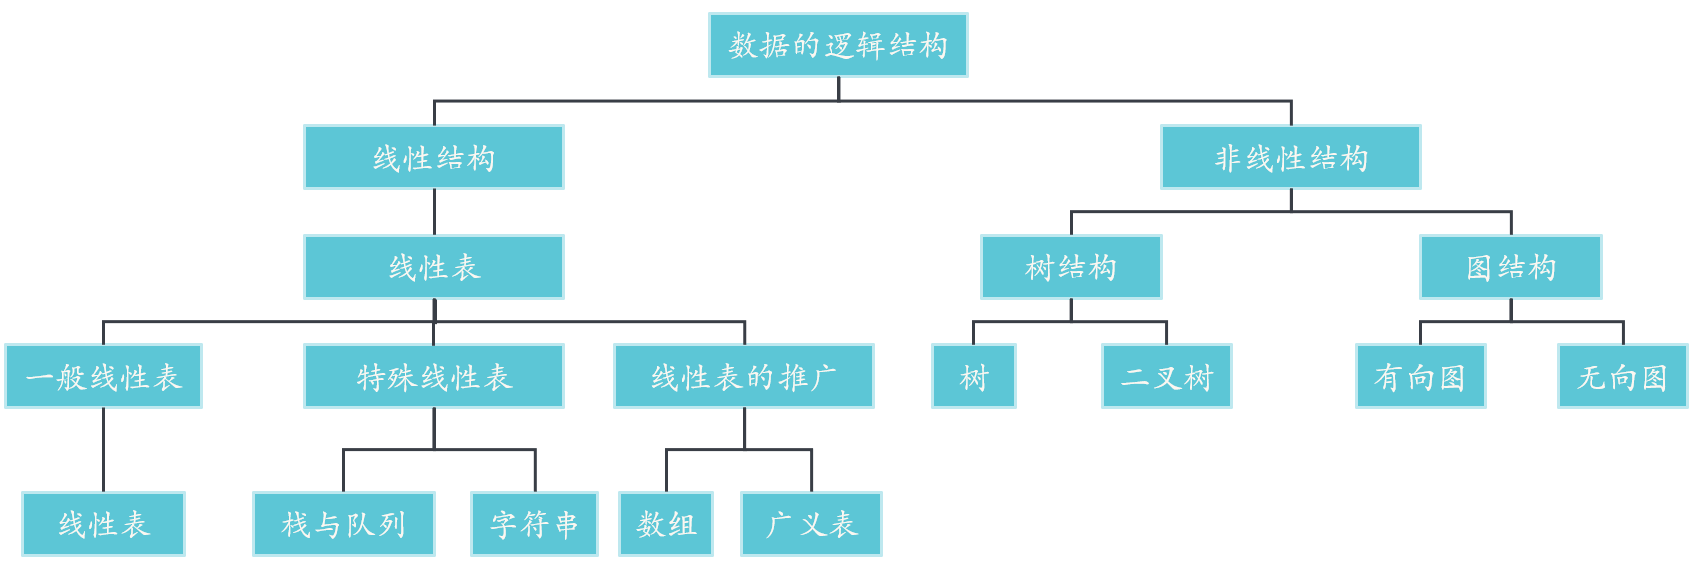 数据的逻辑结构
线性结构
非线性结构
线性表
树结构
图结构
一般线性表
特殊线性表
线性表的推广
树
二叉树
有向图
无向图
线性表
栈与队列
字符串
数组
广义表